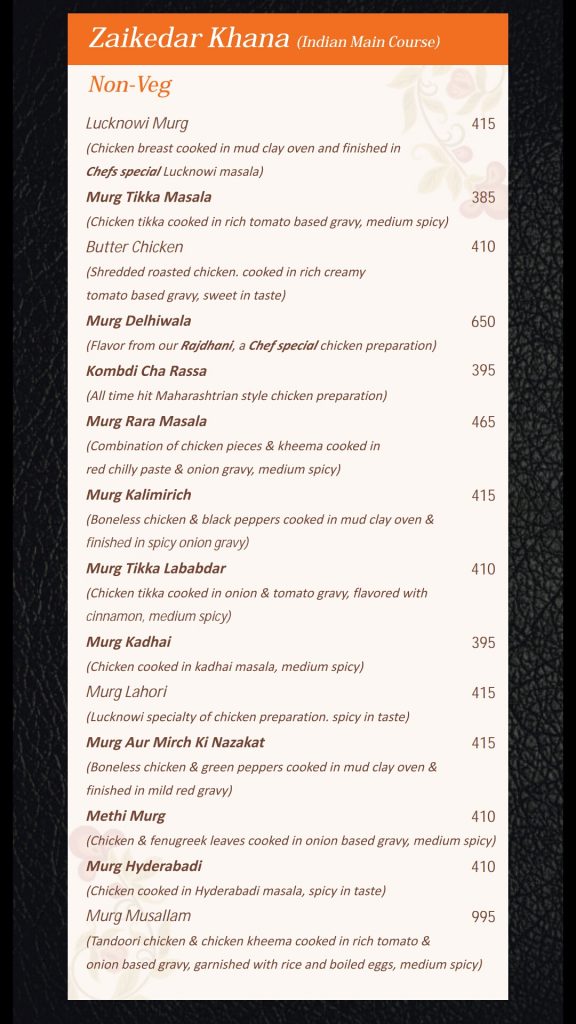 Zaikedar Khana (Indian Main Course)
Non-Veg
Lucknowi Murg 415
(Chicken breast cooked in mud clay oven and finished in
Chefs special Lucknowi masala)
Murg Tikka Masala 385
(Chicken tikka cooked in rich tomato based gravy, medium spicy)
Butter Chicken 410
(Shredded roasted chicken. cooked in rich creamy
tomato based gravy, sweet in taste)
Murg Delhiwala 650
(Flavor from our Rajdhani, a Chef special chicken preparation)
Kombdi Cha Rassa 395
(All time hit Maharashtrian style chicken preparation)
Murg Rara Masala 465
(Combination of chicken pieces & kheema cooked in
red chilly paste & onion gravy, medium spicy)
Murg Kalimirich 415
(Boneless chicken & black peppers cooked in mud clay oven &
finished in spicy onion gravy)
Murg Tikka Lababdar 410
(Chicken tikka cooked in onion & tomato gravy, flavored with
cinnamon, medium spicy)
Murg Kadhai 395
(Chicken cooked in kadhai masala, medium spicy)
Murg Lahori 415
(Lucknowi specialty of chicken preparation. spicy in taste)
Murg Aur Mirch Ki Nazakat 415
(Boneless chicken & green peppers cooked in mud clay oven &
finished in mild red gravy)
Methi Murg 410
(Chicken & fenugreek leaves cooked in onion based gravy, medium spicy)
Murg Hyderabadi 410
(Chicken cooked in Hyderabadi masala, spicy in taste)
Murg Musallam 995
(Tandoori chicken & chicken kheema cooked in rich tomato &
onion based gravy, garnished with rice and boiled eggs, medium spicy)